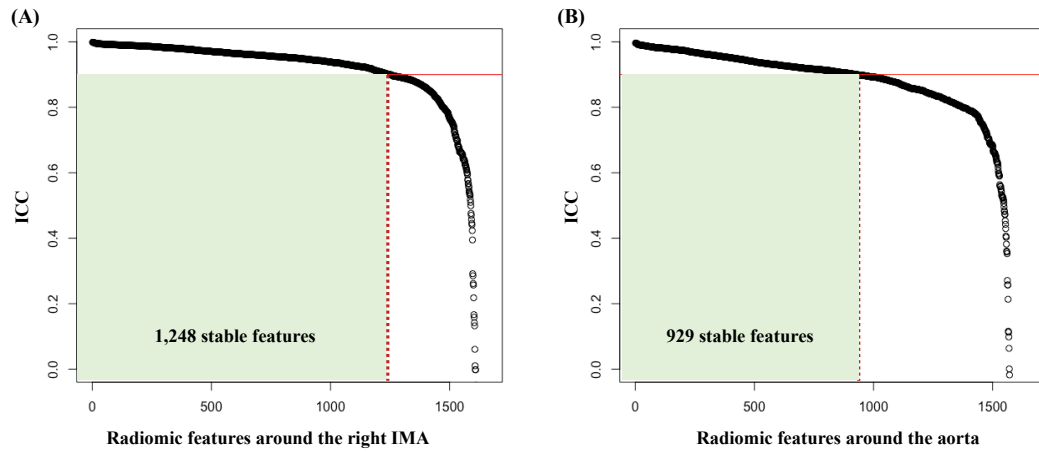 (A)
ICC
1.0
0.8
0.6
0.4
0.2
0.0
1,248 stable features
0 500 1000 1500
Radiomic features around the right IMA
(B)
ICC
1.0
0.8
0.6
0.4
0.2
0.0
929 stable features
0 500 1000 1500
Radiomic features around the aorta